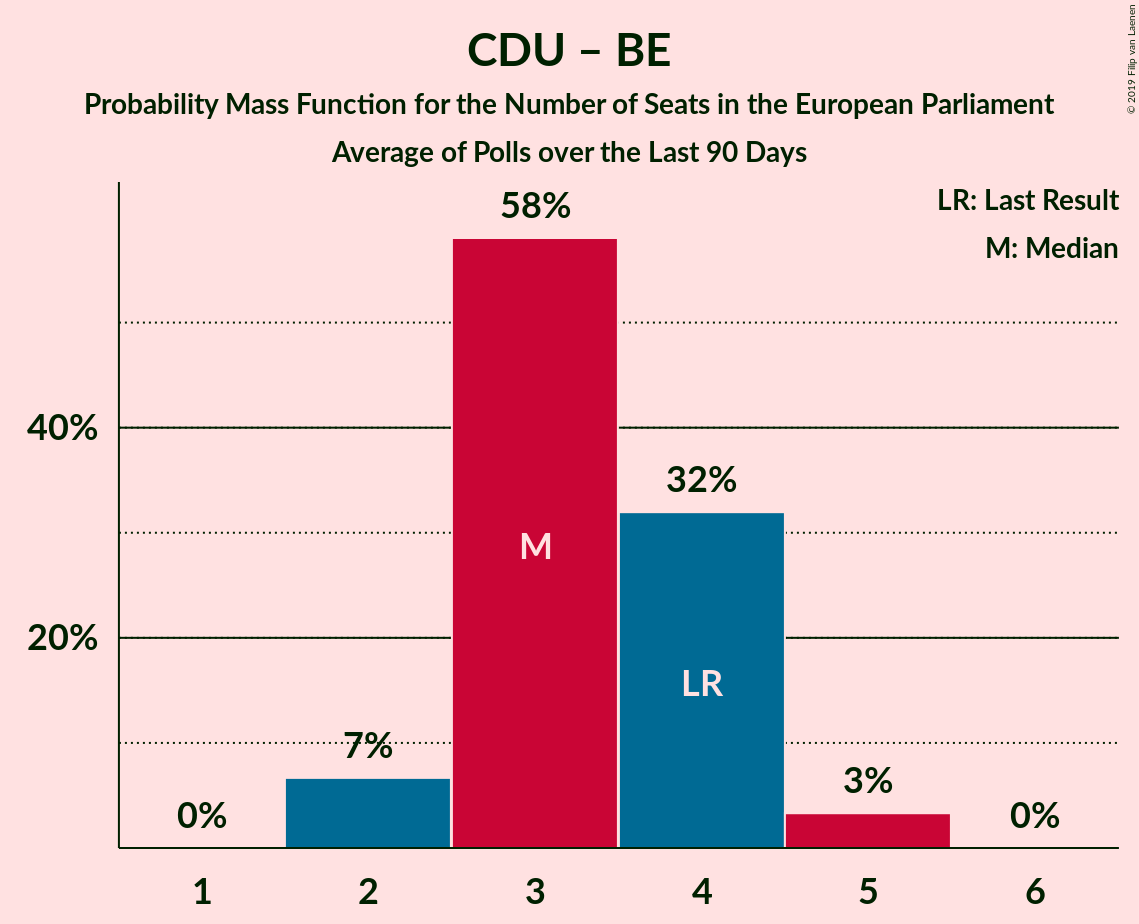 CDU – BE
Probability Mass Function for the Number of Seats in the European Parliament
Average of Polls over the Last 90 Days
© 2019 Filip van Laenen
LR: Last Result
M: Median
58%
40%
32%
M
20%
LR
7%
3%
0%
0%
1 2 3 4 5 6